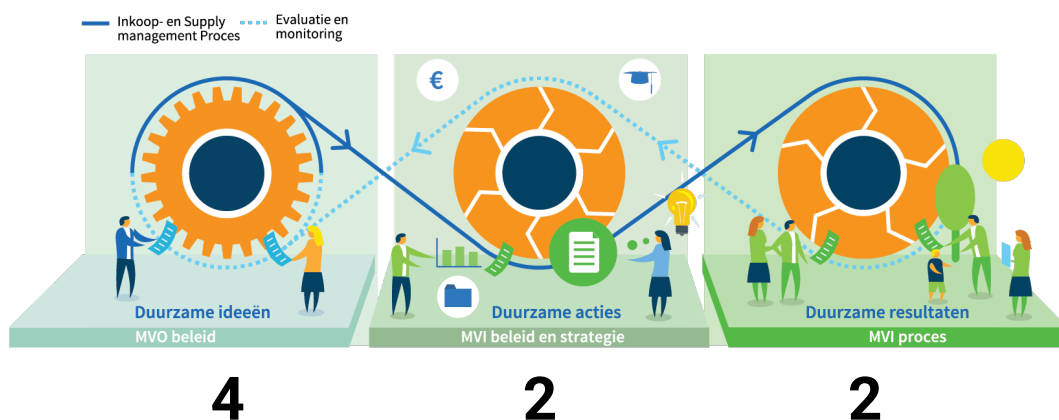 Inkoop- en Supply
management Proces
Evaluatie en
monitoring
€
Duurzame ideeën
MVO beleid
Duurzame acties
MVI beleid en strategie
Duurzame resultaten
MVI proces
4
2
2